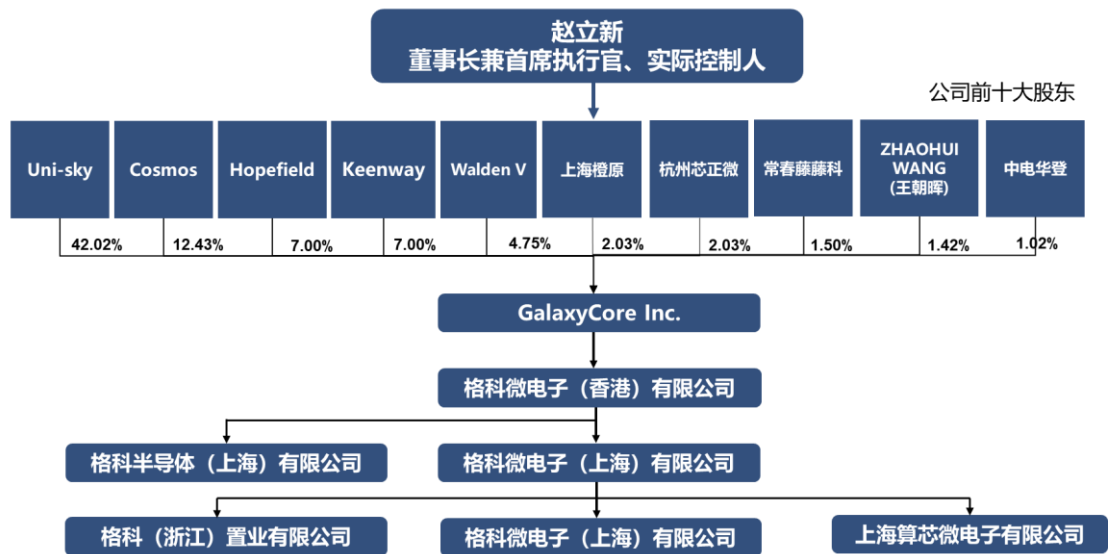 赵立新
董事长兼首席执行官、实际控制人
公司前十大股东
Uni-sky
Cosmos
Hopefield
Keenway
Walden V
上海橙原
杭州芯正微
常春藤藤科
ZHAOHUI
WANG
(王朝晖)
中电华登
42.02%
12.43%
7.00%
7.00%
4.75%
2.03%
2.03%
1.50%
1.42%
1.02%
GalaxyCore Inc.
格科微电子（香港）有限公司
格科半导体（上海）有限公司
格科微电子（上海）有限公司
格科（浙江）置业有限公司
格科微电子（上海）有限公司
上海算芯微电子有限公司